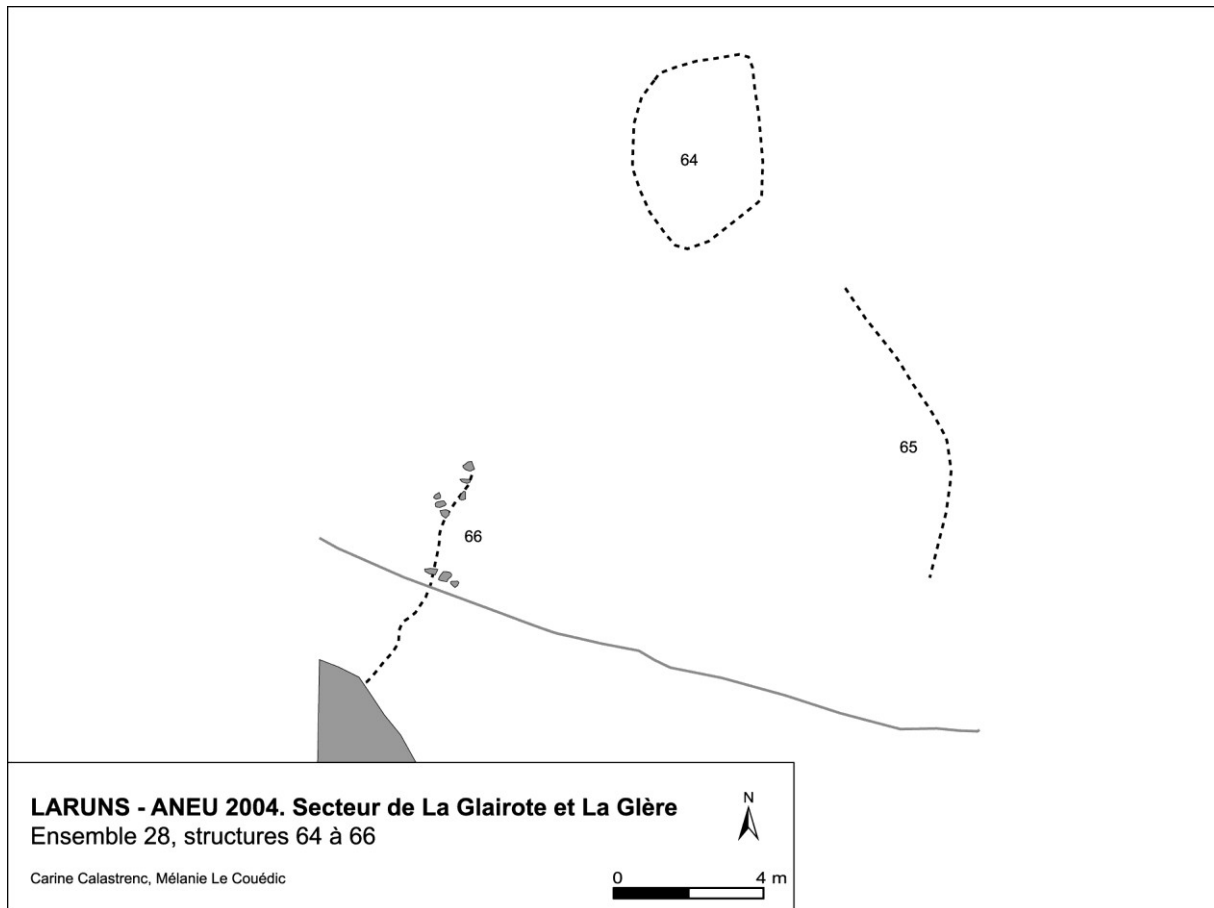 64
65
66
LARUNS - ANEU 2004. Secteur de La Glairote et La Glère
Ensemble 28, structures 64 à 66
Carine Calastrenc, Mélanie Le Couédic
N
0 4 m